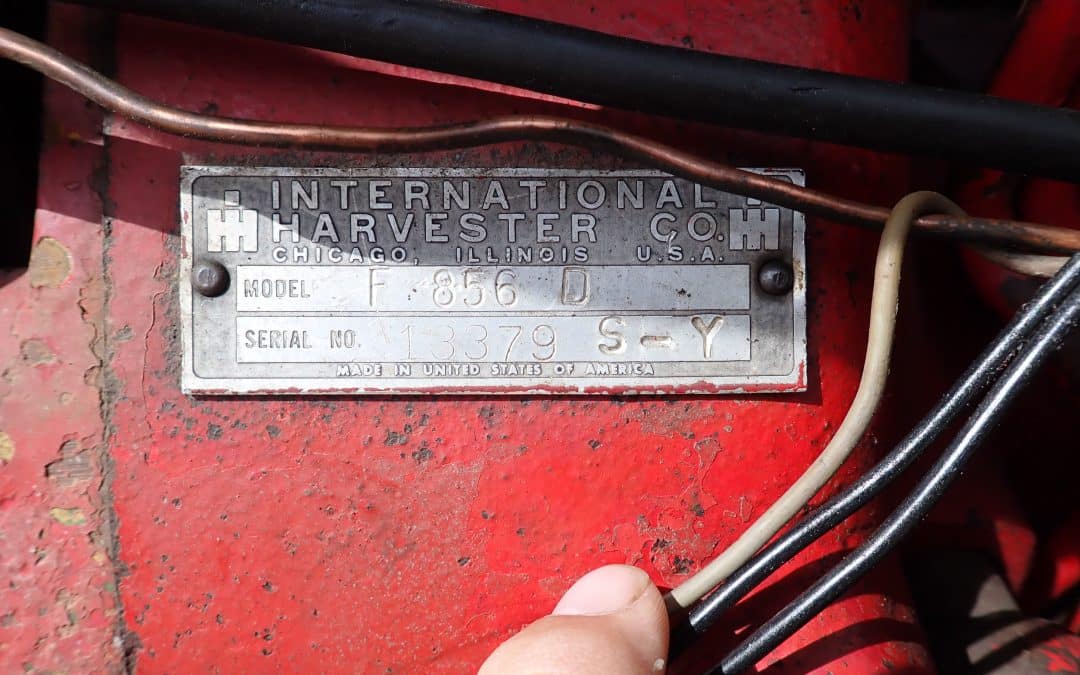 INTERNATIONAL
HARVESTER CO.
CHICAGO, ILLINOIS U.S.A.
MODEL F 856 D
SERIAL NO. 13379 S-Y
MADE IN UNITED STATES OF AMERICA